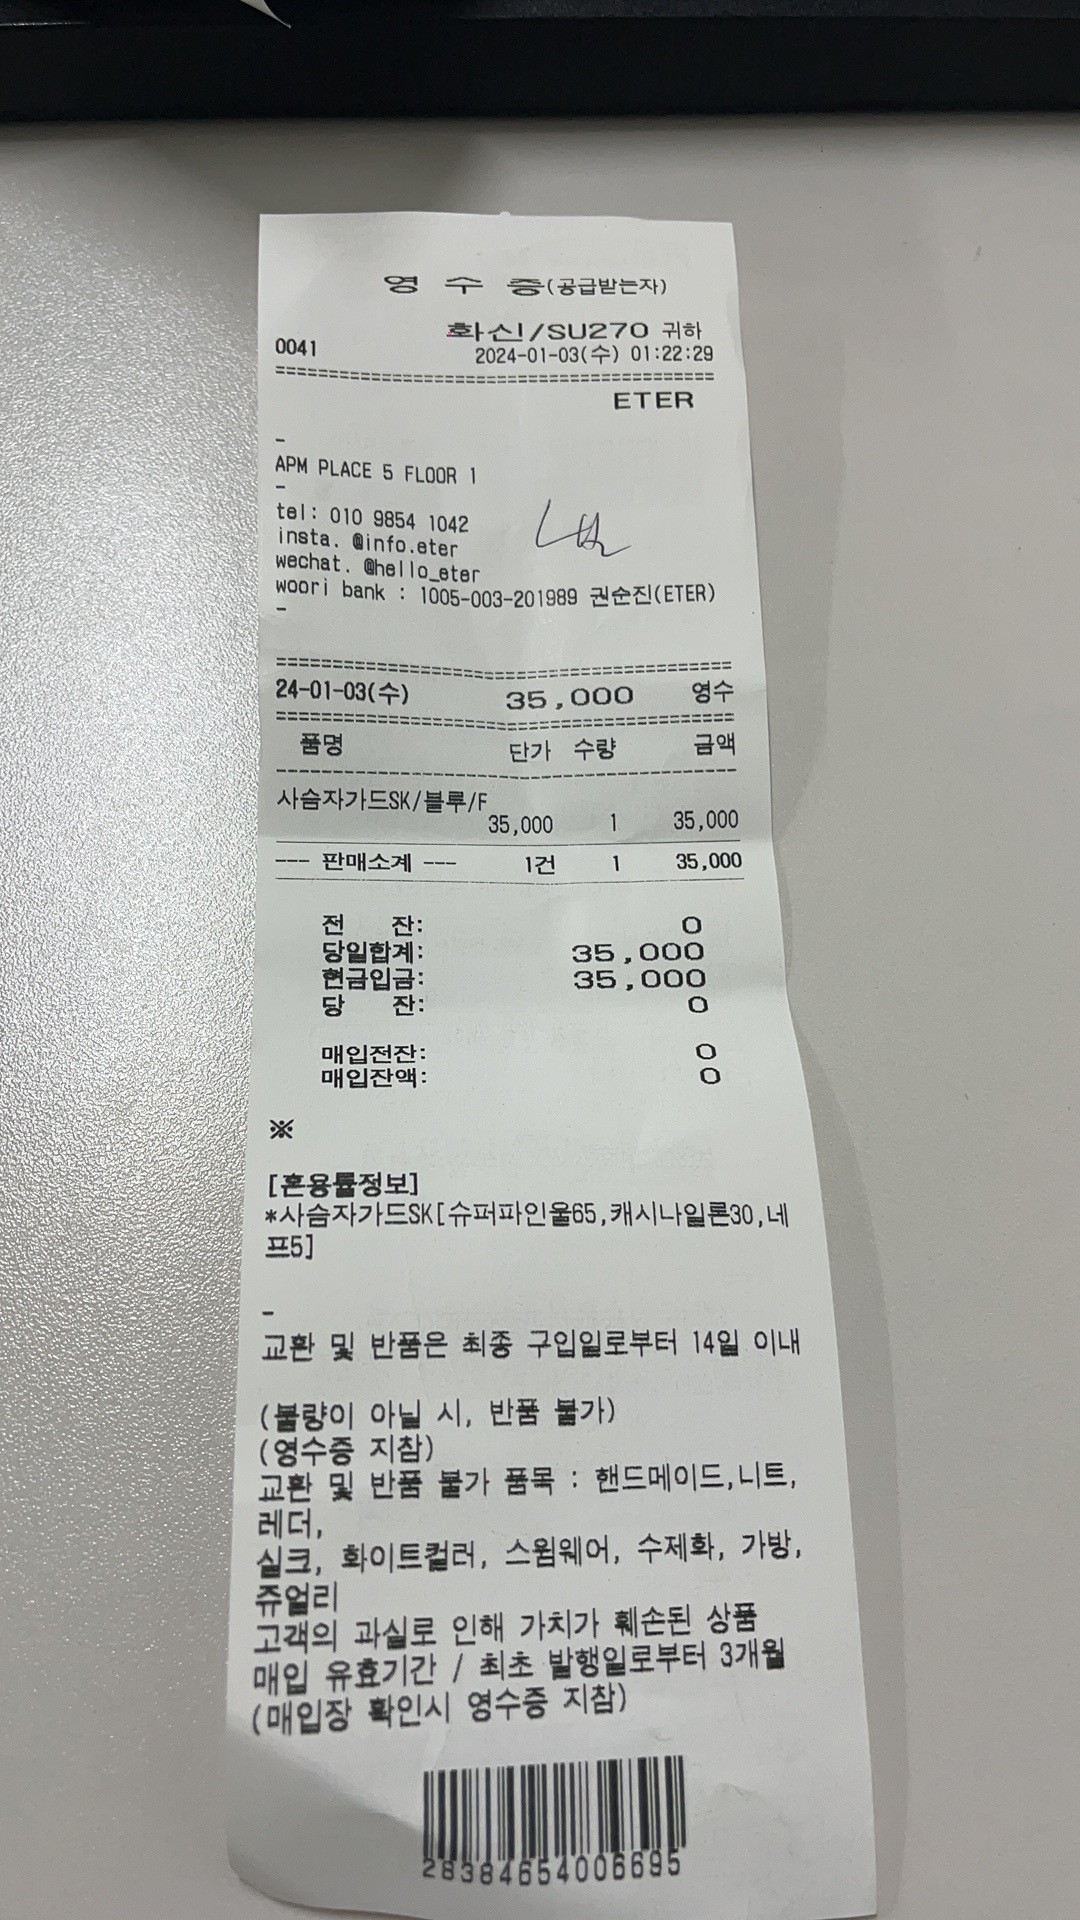 영 수 증(공급받는자)
화신/SU270 귀하
0041 2024-01-03(수) 01:22:29
========================================
ETER
-
APM PLACE 5 FLOOR 1
-
tel: 010 9854 1042
insta. @info.eter
wechat. @hello_eter
woori bank : 1005-003-201989 권순진(ETER)
-
========================================
24-01-03(수) 35,000 영수
========================================
품명 단가 수량 금액
----------------------------------------
사슴자가드SK/블루/F
35,000 1 35,000
--- 판매소계 --- 1건 1 35,000
전 잔: 0
당일합계: 35,000
현금입금: 35,000
당 잔: 0
매입전잔: 0
매입잔액: 0
※
[혼용률정보]
*사슴자가드SK[슈퍼파인울65,캐시나일론30,네
프5]
-
교환 및 반품은 최종 구입일로부터 14일 이내
(불량이 아닐 시, 반품 불가)
(영수증 지참)
교환 및 반품 불가 품목 : 핸드메이드,니트,
레더,
실크, 화이트컬러, 스윔웨어, 수제화, 가방,
쥬얼리
고객의 과실로 인해 가치가 훼손된 상품
매입 유효기간 / 최초 발행일로부터 3개월
(매입장 확인시 영수증 지참)
28384654006695